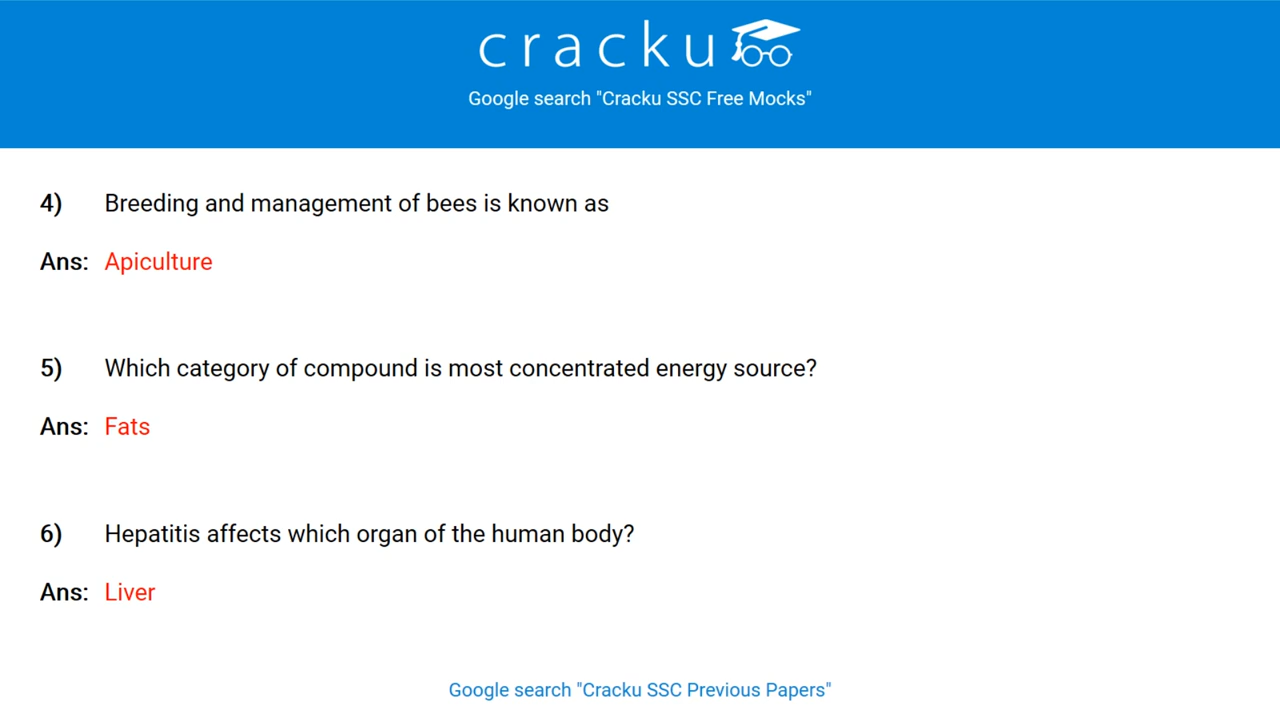 cracku
Google search "Cracku SSC Free Mocks"
4) Breeding and management of bees is known as
Ans: Apiculture
5) Which category of compound is most concentrated energy source?
Ans: Fats
6) Hepatitis affects which organ of the human body?
Ans: Liver
Google search "Cracku SSC Previous Papers"